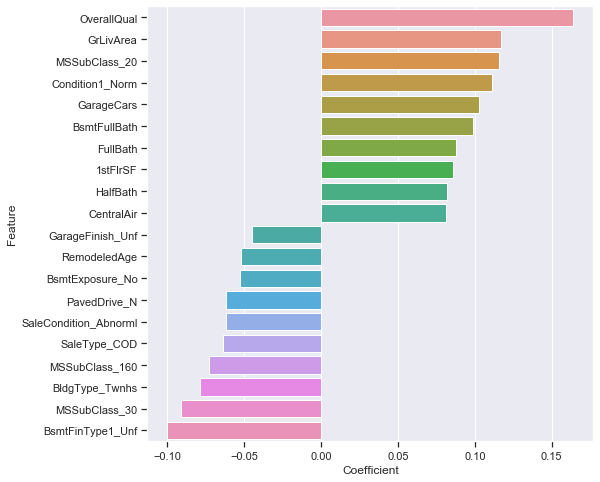 OverallQual
GrLivArea
MSSubClass_20
Condition1_Norm
GarageCars
BsmtFullBath
FullBath
1stFlrSF
HalfBath
CentralAir
GarageFinish_Unf
RemodeledAge
BsmtExposure_No
PavedDrive_N
SaleCondition_Abnorml
SaleType_COD
MSSubClass_160
BldgType_Twnhs
MSSubClass_30
BsmtFinType1_Unf
Feature
−0.10 −0.05 0.00 0.05 0.10 0.15
Coefficient